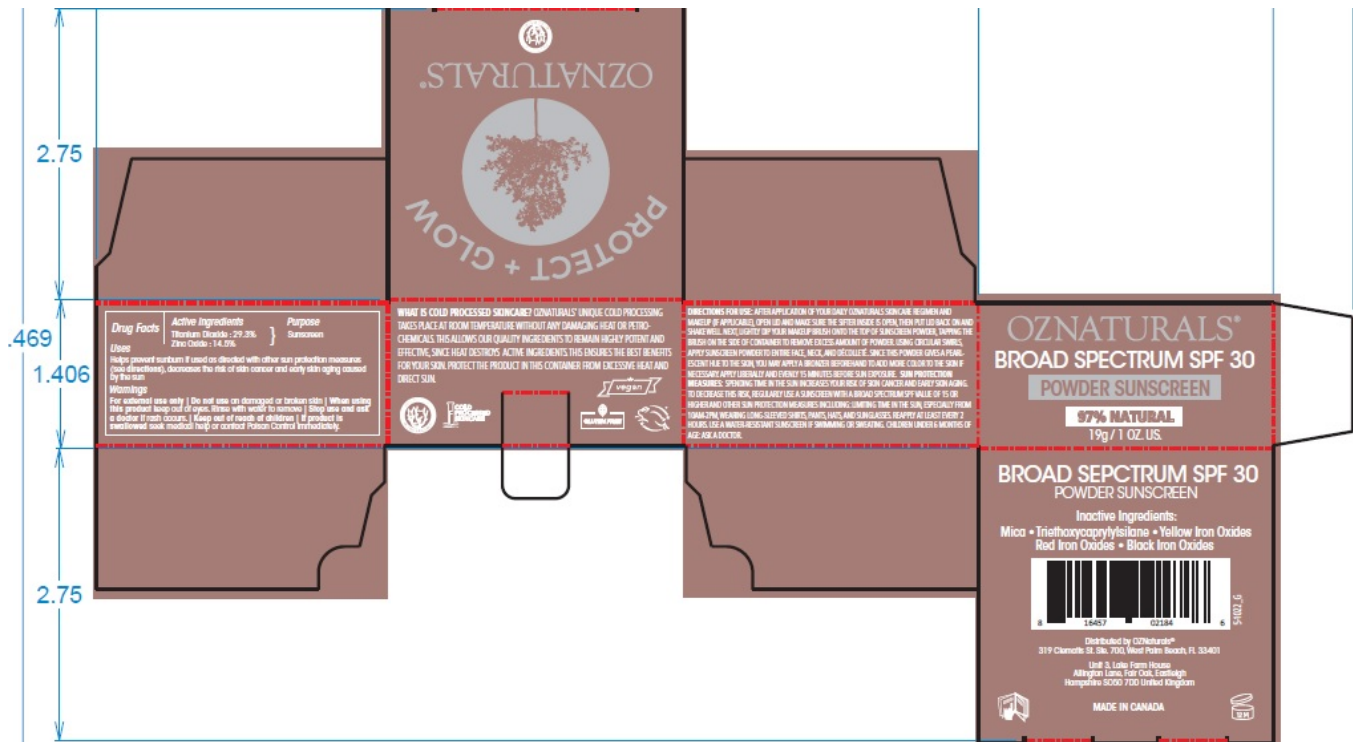 2.75
.469
1.406
2.75
OZNATURALS®
PROTECT + GLOW
Drug Facts
Active Ingredients
Titanium Dioxide : 29.3%
Zinc Oxide : 14.5%
}
Purpose
Sunscreen
Uses
Helps prevent sunburn if used as directed with other sun protection measures
(see directions), decreases the risk of skin cancer and early skin aging caused
by the sun
Warnings
For external use only | Do not use on damaged or broken skin | When using
this product keep out of eyes. Rinse with water to remove | Stop use and ask
a doctor if rash occurs. | Keep out of reach of children | If product is
swallowed seek medical help or contact Poison Control immediately.
WHAT IS COLD PROCESSED SKINCARE? OZNATURALS' UNIQUE COLD PROCESSING
TAKES PLACE AT ROOM TEMPERATURE WITHOUT ANY DAMAGING HEAT OR PETRO-
CHEMICALS. THIS ALLOWS OUR QUALITY INGREDIENTS TO REMAIN HIGHLY POTENT AND
EFFECTIVE, SINCE HEAT DESTROYS ACTIVE INGREDIENTS. THIS ENSURES THE BEST BENEFITS
FOR YOUR SKIN. PROTECT THE PRODUCT IN THIS CONTAINER FROM EXCESSIVE HEAT AND
DIRECT SUN.
COLD
PROCESSED
SKINCARE
vegan
GLUTEN FREE
DIRECTIONS FOR USE: AFTER APPLICATION OF YOUR DAILY OZNATURALS SKINCARE REGIMEN AND
MAKEUP (IF APPLICABLE), OPEN LID AND MAKE SURE THE SIFTER INSIDE IS OPEN, THEN PUT LID BACK ON AND
SHAKE WELL. NEXT, LIGHTLY DIP YOUR MAKEUP BRUSH ONTO THE TOP OF SUNSCREEN POWDER, TAPPING THE
BRUSH ON THE SIDE OF CONTAINER TO REMOVE EXCESS AMOUNT OF POWDER. USING CIRCULAR SWIRLS,
APPLY SUNSCREEN POWDER TO ENTIRE FACE, NECK, AND DÉCOLLETÉ. SINCE THIS POWDER GIVES A PEARL-
ESCENT HUE TO THE SKIN, YOU MAY APPLY A BRONZER BEFOREHAND TO ADD MORE COLOR TO THE SKIN IF
NECESSARY. APPLY LIBERALLY AND EVENLY 15 MINUTES BEFORE SUN EXPOSURE. SUN PROTECTION
MEASURES: SPENDING TIME IN THE SUN INCREASES YOUR RISK OF SKIN CANCER AND EARLY SKIN AGING.
TO DECREASE THIS RISK, REGULARLY USE A SUNSCREEN WITH A BROAD SPECTRUM SPF VALUE OF 15 OR
HIGHER AND OTHER SUN PROTECTION MEASURES INCLUDING: LIMITING TIME IN THE SUN, ESPECIALLY FROM
10AM-2PM, WEARING LONG-SLEEVED SHIRTS, PANTS, HATS, AND SUNGLASSES. REAPPLY AT LEAST EVERY 2
HOURS. USE A WATER-RESISTANT SUNSCREEN IF SWIMMING OR SWEATING. CHILDREN UNDER 6 MONTHS OF
AGE: ASK A DOCTOR.
OZNATURALS®
BROAD SPECTRUM SPF 30
POWDER SUNSCREEN
97% NATURAL
19g / 1 OZ. US.
BROAD SEPCTRUM SPF 30
POWDER SUNSCREEN
Inactive Ingredients:
Mica • Triethoxycaprylylsilane • Yellow Iron Oxides
Red Iron Oxides • Black Iron Oxides
8 16457 02184 6
54022_G
Distributed by OZNaturals®
319 Clematis St. Ste. 700, West Palm Beach, FL 33401
Unit 3, Lake Farm House
Allington Lane, Fair Oak, Eastleigh
Hampshire SO50 7DD United Kingdom
MADE IN CANADA
12M